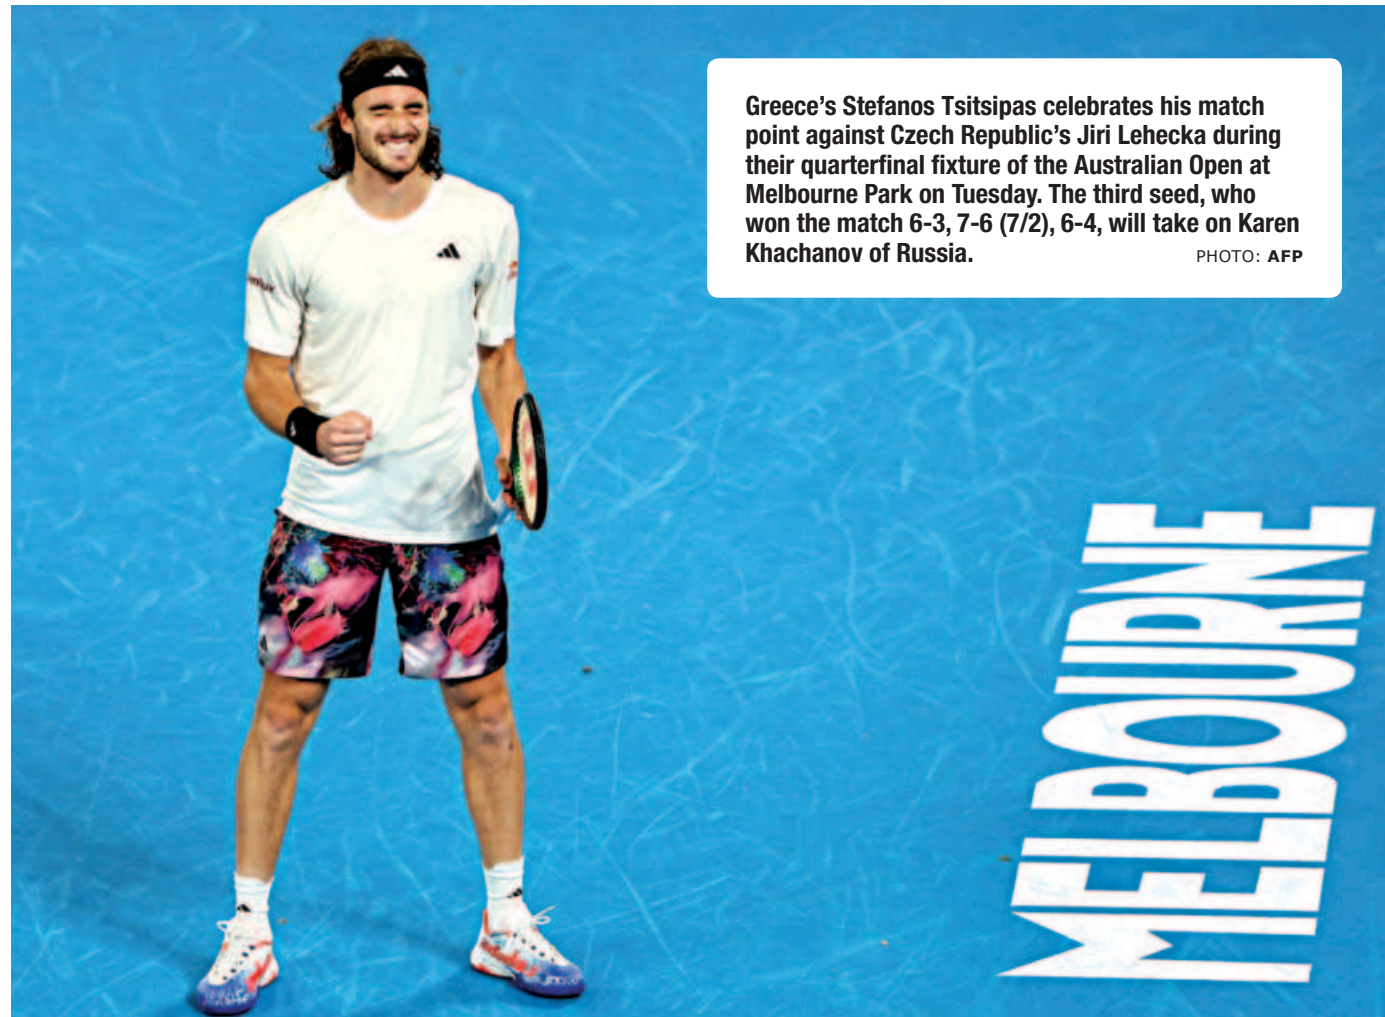 Greece’s Stefanos Tsitsipas celebrates his match
point against Czech Republic’s Jiri Lehecka during
their quarterfinal fixture of the Australian Open at
Melbourne Park on Tuesday. The third seed, who
won the match 6-3, 7-6 (7/2), 6-4, will take on Karen
Khachanov of Russia. PHOTO: AFP
MELBOURNE